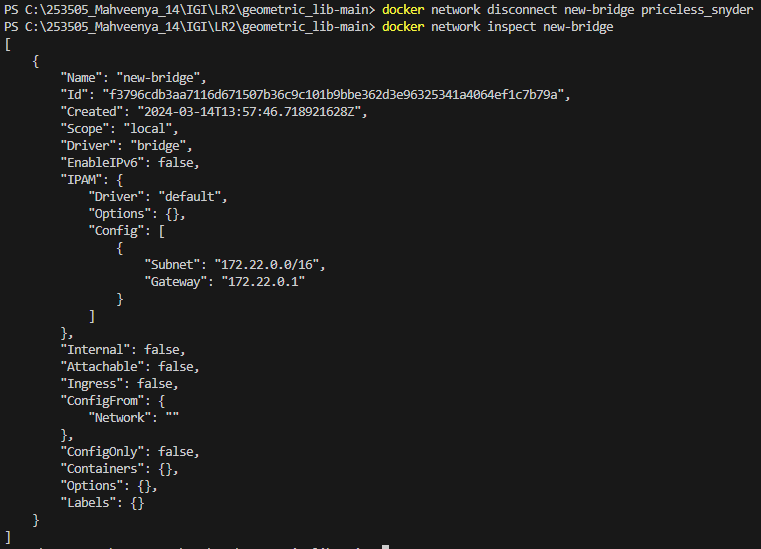 PS C:\253505_Mahveenya_14\IGI\LR2\geometric_lib-main> docker network disconnect new-bridge priceless_snyder
PS C:\253505_Mahveenya_14\IGI\LR2\geometric_lib-main> docker network inspect new-bridge
[
    {
        "Name": "new-bridge",
        "Id": "f3796cdb3aa7116d671507b36c9c101b9bbe362d3e96325341a4064ef1c7b79a",
        "Created": "2024-03-14T13:57:46.718921628Z",
        "Scope": "local",
        "Driver": "bridge",
        "EnableIPv6": false,
        "IPAM": {
            "Driver": "default",
            "Options": {},
            "Config": [
                {
                    "Subnet": "172.22.0.0/16",
                    "Gateway": "172.22.0.1"
                }
            ]
        },
        "Internal": false,
        "Attachable": false,
        "Ingress": false,
        "ConfigFrom": {
            "Network": ""
        },
        "ConfigOnly": false,
        "Containers": {},
        "Options": {},
        "Labels": {}
    }
]